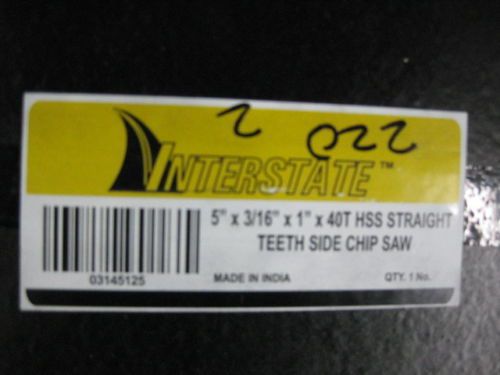 2 022
INTERSTATE™
5" x 3/16" x 1" x 40T HSS STRAIGHT
TEETH SIDE CHIP SAW
03145125
MADE IN INDIA
QTY. 1 No.